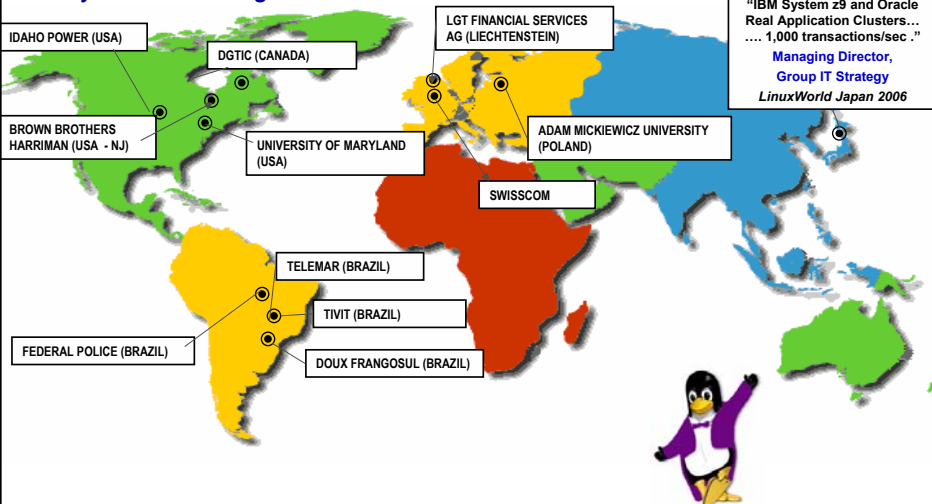 IDAHO POWER (USA)
DGTIC (CANADA)
BROWN BROTHERS
HARRIMAN (USA - NJ)
UNIVERSITY OF MARYLAND
(USA)
LGT FINANCIAL SERVICES
AG (LIECHTENSTEIN)
ADAM MICKIEWICZ UNIVERSITY
(POLAND)
SWISSCOM
“IBM System z9 and Oracle
Real Application Clusters…
…. 1,000 transactions/sec .”
Managing Director,
Group IT Strategy
LinuxWorld Japan 2006
TELEMAR (BRAZIL)
TIVIT (BRAZIL)
FEDERAL POLICE (BRAZIL)
DOUX FRANGOSUL (BRAZIL)